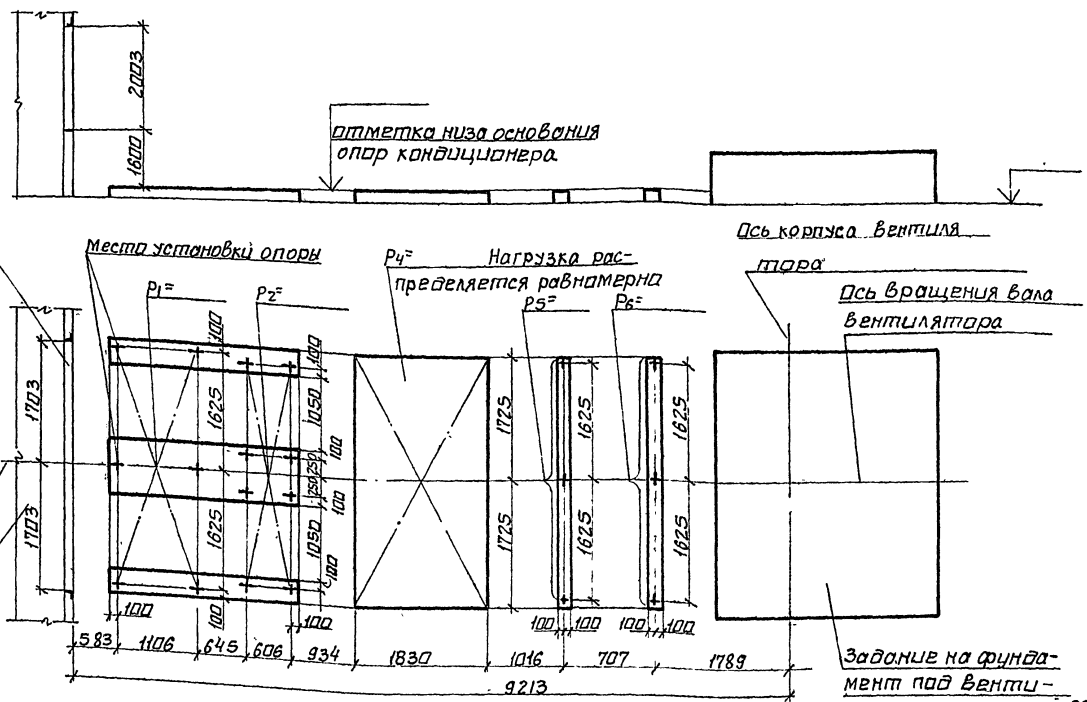 2003
1600
отметка низа основания
опор кондиционера
Места установки опоры
P1=
P2=
P4=
Нагрузка рас-
пределяется равномерна
P5=
P6=
Ось корпуса вентиля
тора
Ось вращения вала
вентилятора
1703
1703
100
1625
1625
100
100
1050
100
250
250
100
1050
100
1725
1725
1625
1625
1625
1625
100
100
100
100
100
100
583
1106
645
606
934
1830
1016
707
1789
9213
Задание на фунда-
мент под венти-